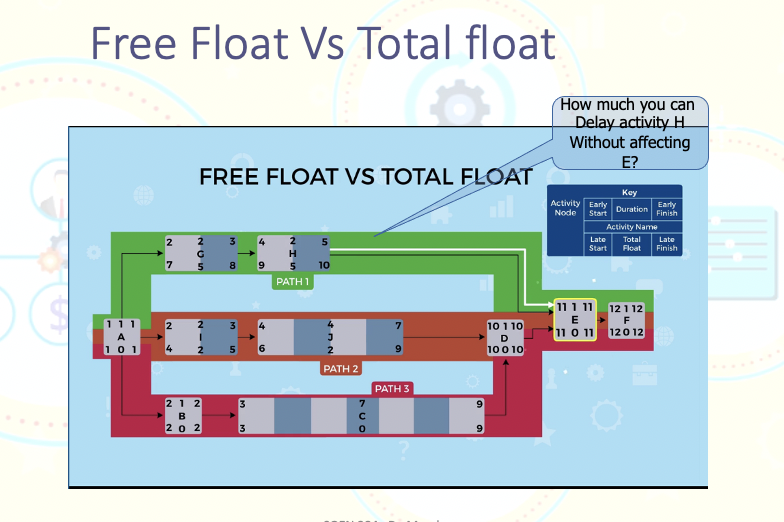 Free Float Vs Total float
How much you can
Delay activity H
Without affecting
E?
FREE FLOAT VS TOTAL FLOAT
Key
Activity Node
Early Start
Duration
Early Finish
Activity Name
Late Start
Total Float
Late Finish
2 2 3
G
7 5 8
4 2 5
H
9 5 10
PATH 1
1 1 1
A
1 0 1
2 2 3
I
4 2 5
4 4 7
J
6 2 9
PATH 2
10 1 10
D
10 0 10
11 1 11
E
11 0 11
12 1 12
F
12 0 12
PATH 3
2 1 2
B
2 0 2
3 7 9
C
3 0 9